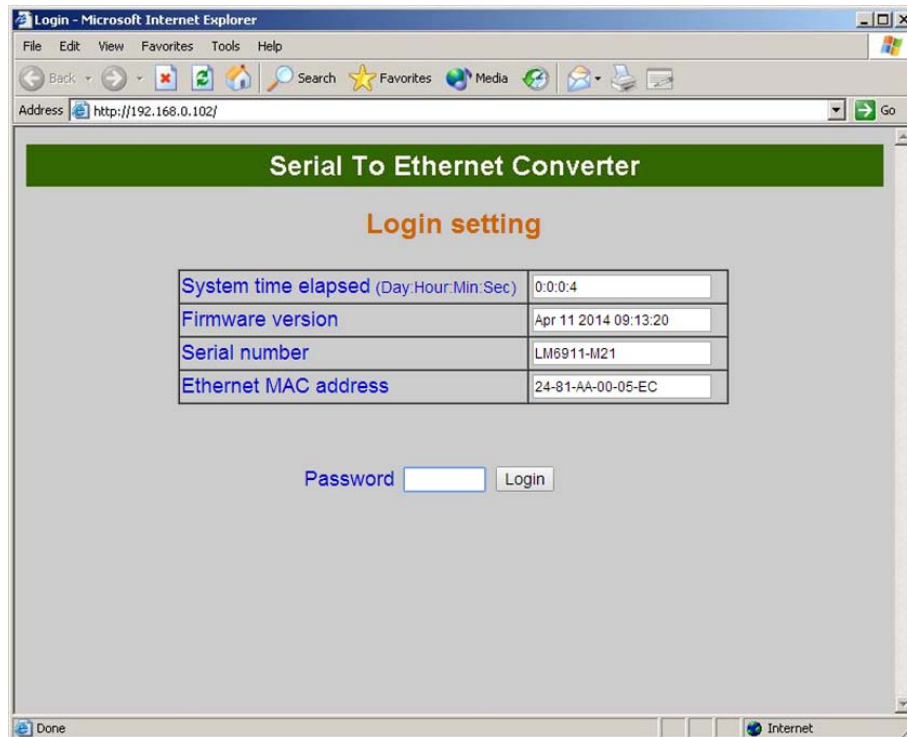 Login - Microsoft Internet Explorer
File Edit View Favorites Tools Help
Back Search Favorites Media
Address http://192.168.0.102/ Go
Serial To Ethernet Converter
Login setting
System time elapsed (Day:Hour:Min:Sec) 0:0:0:4
Firmware version Apr 11 2014 09:13:20
Serial number LM6911-M21
Ethernet MAC address 24-81-AA-00-05-EC
Password Login
Done Internet